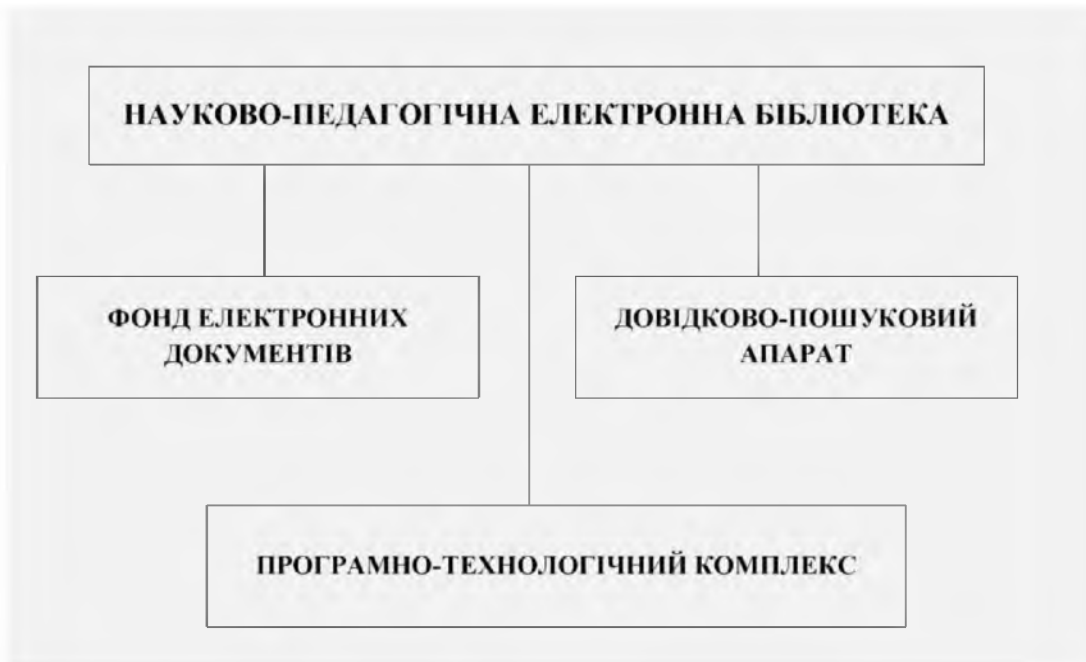 НАУКОВО-ПЕДАГОГІЧНА ЕЛЕКТРОННА БІБЛІОТЕКА
ФОНД ЕЛЕКТРОННИХ
ДОКУМЕНТІВ
ДОВІДКОВО-ПОШУКОВИЙ
АПАРАТ
ПРОГРАМНО-ТЕХНОЛОГІЧНИЙ КОМПЛЕКС